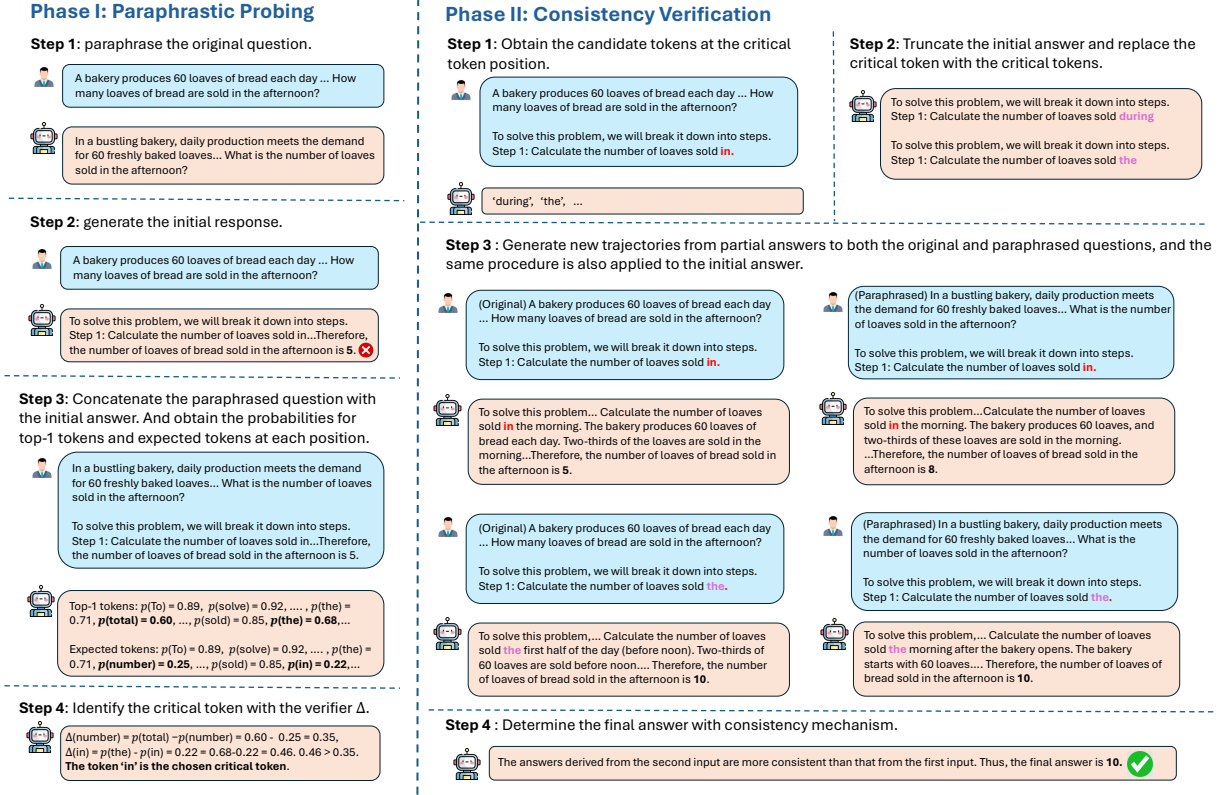 Phase I: Paraphrastic Probing
Step 1: paraphrase the original question.
A bakery produces 60 loaves of bread each day ... How
many loaves of bread are sold in the afternoon?
In a bustling bakery, daily production meets the demand
for 60 freshly baked loaves... What is the number of loaves
sold in the afternoon?
Step 2: generate the initial response.
A bakery produces 60 loaves of bread each day ... How
many loaves of bread are sold in the afternoon?
To solve this problem, we will break it down into steps.
Step 1: Calculate the number of loaves sold in...Therefore,
the number of loaves of bread sold in the afternoon is 5.
Step 3: Concatenate the paraphrased question with
the initial answer. And obtain the probabilities for
top-1 tokens and expected tokens at each position.
In a bustling bakery, daily production meets the demand
for 60 freshly baked loaves... What is the number of loaves
sold in the afternoon?
To solve this problem, we will break it down into steps.
Step 1: Calculate the number of loaves sold in...Therefore,
the number of loaves of bread sold in the afternoon is 5.
Top-1 tokens: p(To) = 0.89, p(solve) = 0.92, .... , p(the) =
0.71, p(total) = 0.60, ..., p(sold) = 0.85, p(the) = 0.68,...
Expected tokens: p(To) = 0.89, p(solve) = 0.92, .... , p(the) =
0.71, p(number) = 0.25, ..., p(sold) = 0.85, p(in) = 0.22,...
Step 4: Identify the critical token with the verifier Δ.
Δ(number) = p(total) −p(number) = 0.60 - 0.25 = 0.35,
Δ(in) = p(the) - p(in) = 0.22 = 0.68-0.22 = 0.46. 0.46 > 0.35.
The token ‘in’ is the chosen critical token.
Phase II: Consistency Verification
Step 1: Obtain the candidate tokens at the critical
token position.
A bakery produces 60 loaves of bread each day ... How
many loaves of bread are sold in the afternoon?
To solve this problem, we will break it down into steps.
Step 1: Calculate the number of loaves sold in.
‘during’, ‘the’, ...
Step 2: Truncate the initial answer and replace the
critical token with the critical tokens.
To solve this problem, we will break it down into steps.
Step 1: Calculate the number of loaves sold during
To solve this problem, we will break it down into steps.
Step 1: Calculate the number of loaves sold the
Step 3 : Generate new trajectories from partial answers to both the original and paraphrased questions, and the
same procedure is also applied to the initial answer.
(Original) A bakery produces 60 loaves of bread each day
... How many loaves of bread are sold in the afternoon?
To solve this problem, we will break it down into steps.
Step 1: Calculate the number of loaves sold in.
(Paraphrased) In a bustling bakery, daily production meets
the demand for 60 freshly baked loaves... What is the number
of loaves sold in the afternoon?
To solve this problem, we will break it down into steps.
Step 1: Calculate the number of loaves sold in.
To solve this problem... Calculate the number of loaves
sold in the morning. The bakery produces 60 loaves of
bread each day. Two-thirds of the loaves are sold in the
morning...Therefore, the number of loaves of bread sold in
the afternoon is 5.
To solve this problem...Calculate the number of loaves
sold in the morning. The bakery produces 60 loaves, and
two-thirds of these loaves are sold in the morning.
...Therefore, the number of loaves of bread sold in the
afternoon is 8.
(Original) A bakery produces 60 loaves of bread each day
... How many loaves of bread are sold in the afternoon?
To solve this problem, we will break it down into steps.
Step 1: Calculate the number of loaves sold the.
(Paraphrased) In a bustling bakery, daily production meets
the demand for 60 freshly baked loaves... What is the
number of loaves sold in the afternoon?
To solve this problem, we will break it down into steps.
Step 1: Calculate the number of loaves sold the.
To solve this problem,... Calculate the number of loaves
sold the first half of the day (before noon). Two-thirds of
60 loaves are sold before noon.... Therefore, the number
of loaves of bread sold in the afternoon is 10.
To solve this problem,... Calculate the number of loaves
sold the morning after the bakery opens. The bakery
starts with 60 loaves.... Therefore, the number of loaves of
bread sold in the afternoon is 10.
Step 4 : Determine the final answer with consistency mechanism.
The answers derived from the second input are more consistent than that from the first input. Thus, the final answer is 10.